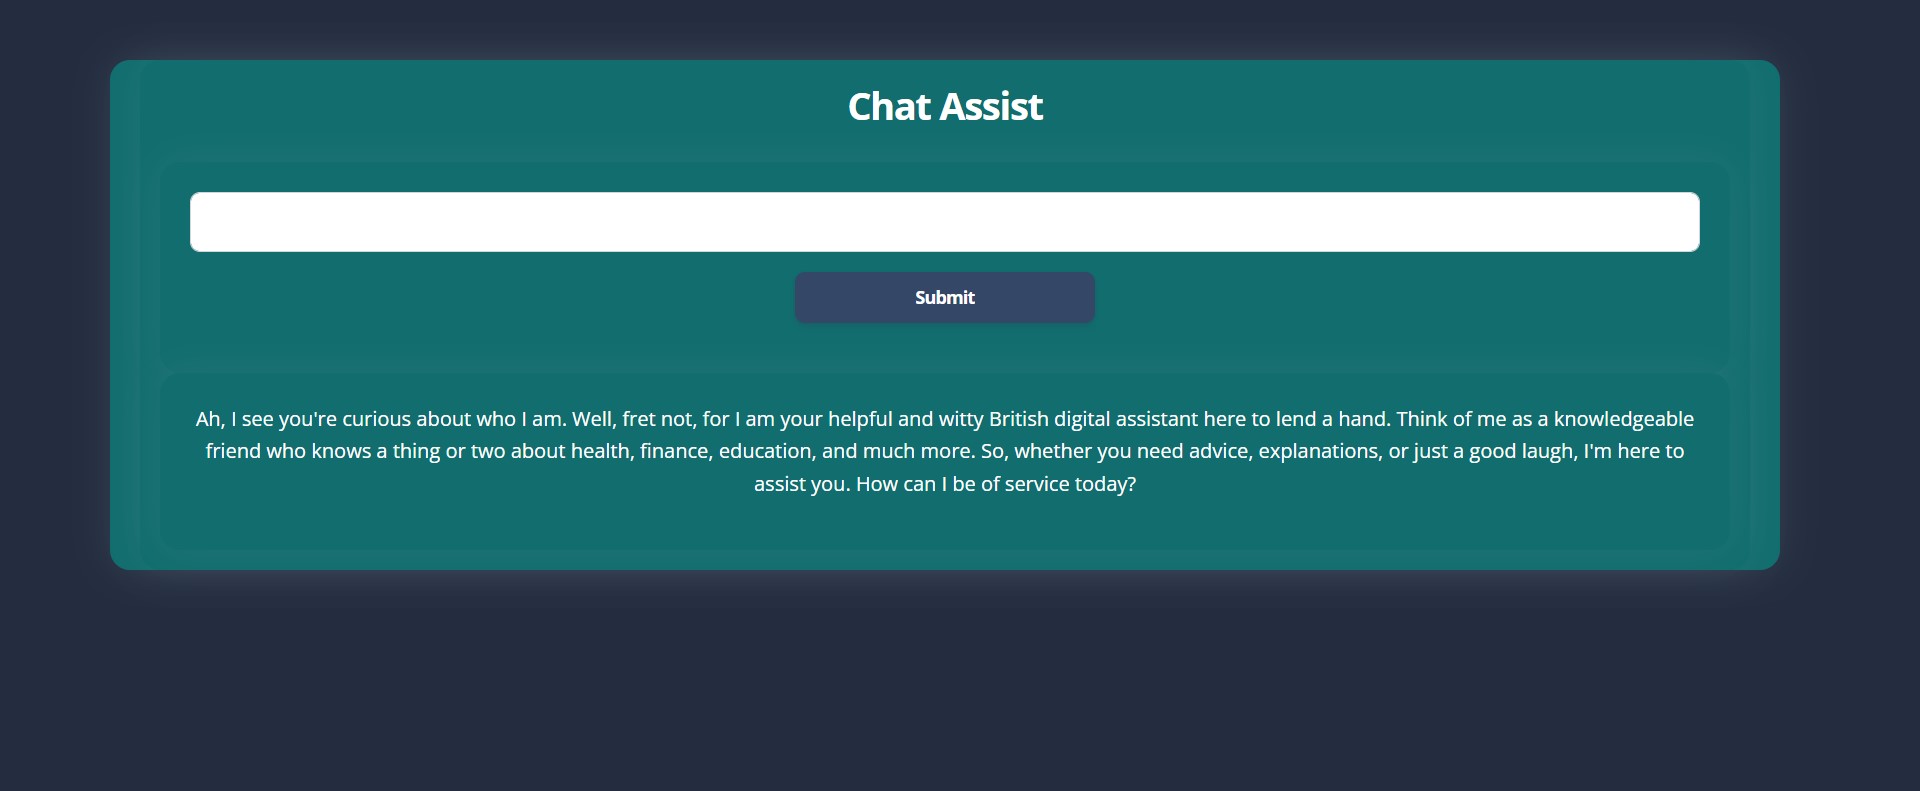 Chat Assist
Submit
Ah, I see you're curious about who I am. Well, fret not, for I am your helpful and witty British digital assistant here to lend a hand. Think of me as a knowledgeable
friend who knows a thing or two about health, finance, education, and much more. So, whether you need advice, explanations, or just a good laugh, I'm here to
assist you. How can I be of service today?